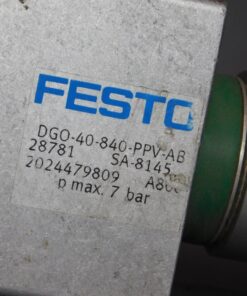 FESTO
DGO-40-840-PPV-AB
28781 SA-8145
2024479809
p max. 7 bar